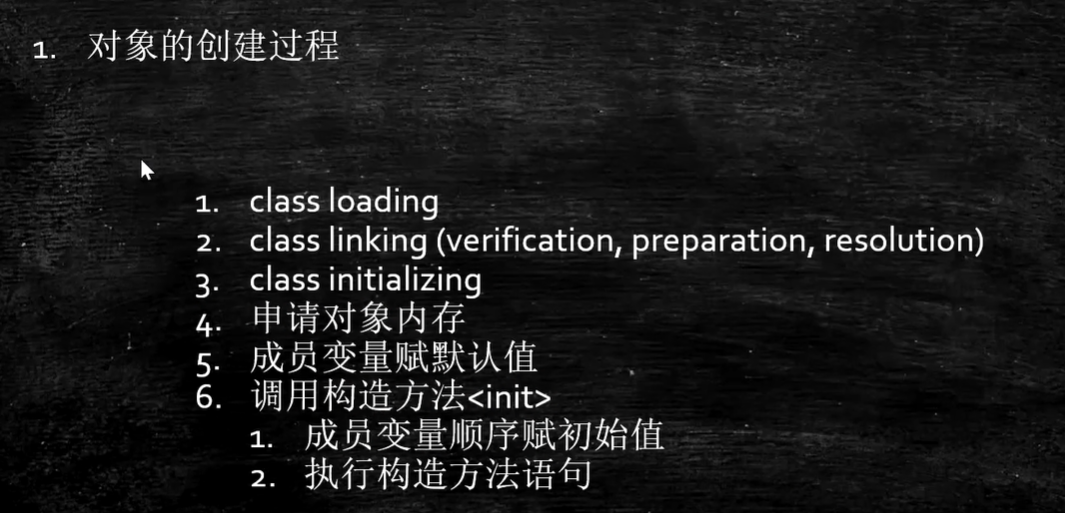 1. 对象的创建过程
1. class loading
2. class linking (verification, preparation, resolution)
3. class initializing
4. 申请对象内存
5. 成员变量赋默认值
6. 调用构造方法<init>
1. 成员变量顺序赋初始值
2. 执行构造方法语句